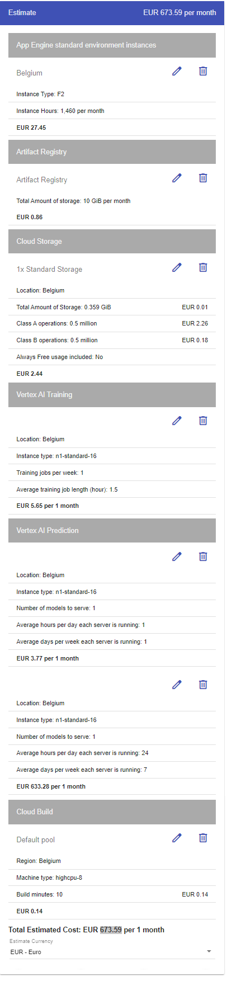 Estimate EUR 673.59 per month
App Engine standard environment instances
Belgium
Instance Type: F2
Instance Hours: 1,460 per month
EUR 27.45
Artifact Registry
Artifact Registry
Total Amount of storage: 10 GiB per month
EUR 0.86
Cloud Storage
1x Standard Storage
Location: Belgium
Total Amount of Storage: 0.359 GiB EUR 0.01
Class A operations: 0.5 million EUR 2.26
Class B operations: 0.5 million EUR 0.18
Always Free usage included: No
EUR 2.44
Vertex AI Training
Location: Belgium
Instance type: n1-standard-16
Training jobs per week: 1
Average training job length (hour): 1.5
EUR 5.65 per 1 month
Vertex AI Prediction
Location: Belgium
Instance type: n1-standard-16
Number of models to serve: 1
Average hours per day each server is running: 1
Average days per week each server is running: 1
EUR 3.77 per 1 month
Location: Belgium
Instance type: n1-standard-16
Number of models to serve: 1
Average hours per day each server is running: 24
Average days per week each server is running: 7
EUR 633.28 per 1 month
Cloud Build
Default pool
Region: Belgium
Machine type: highcpu-8
Build minutes: 10 EUR 0.14
EUR 0.14
Total Estimated Cost: EUR 673.59 per 1 month
Estimate Currency
EUR - Euro